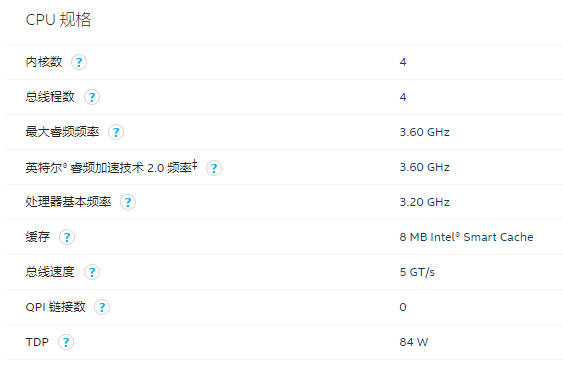 CPU 规格
内核数 ? 4
总线程数 ? 4
最大睿频频率 ? 3.60 GHz
英特尔® 睿频加速技术 2.0 频率‡ ? 3.60 GHz
处理器基本频率 ? 3.20 GHz
缓存 ? 8 MB Intel® Smart Cache
总线速度 ? 5 GT/s
QPI 链接数 ? 0
TDP ? 84 W